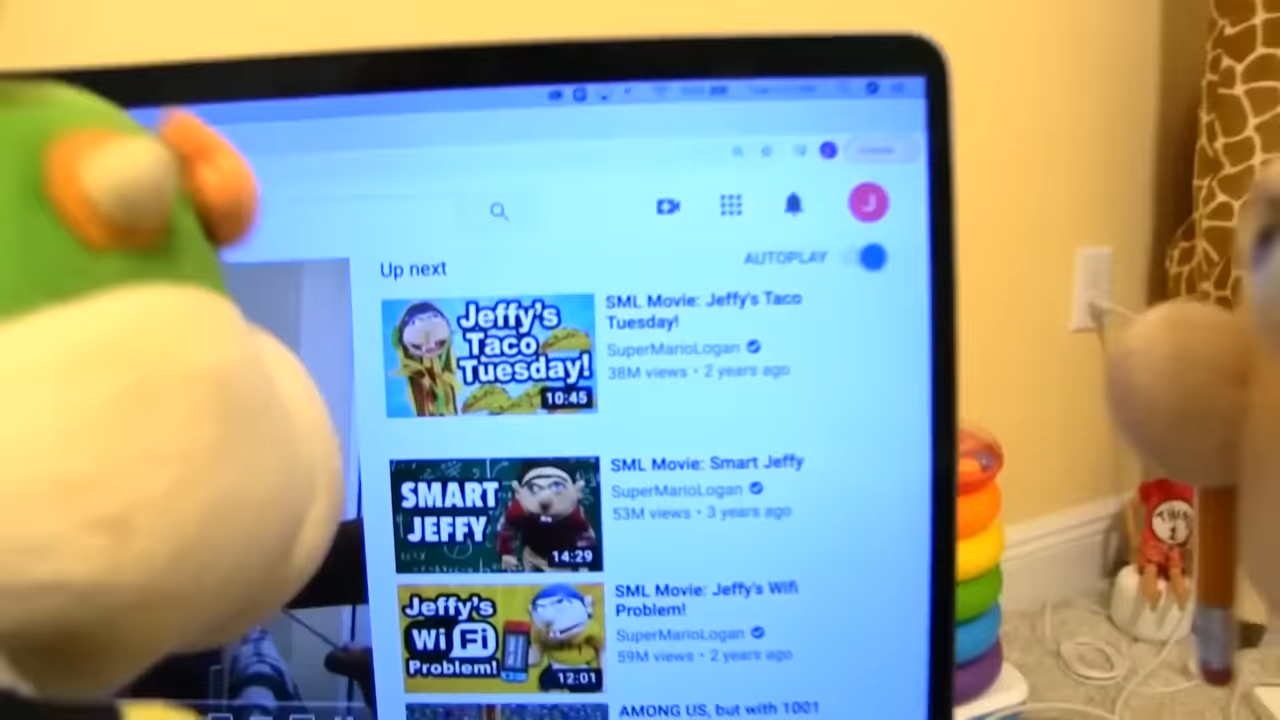 J
Up next
AUTOPLAY
Jeffy's
Taco
Tuesday!
10:45
SML Movie: Jeffy's Taco
Tuesday!
SuperMarioLogan
38M views • 2 years ago
SMART
JEFFY
14:29
SML Movie: Smart Jeffy
SuperMarioLogan
53M views • 3 years ago
Jeffy's
Wi Fi
Problem!
12:01
SML Movie: Jeffy's Wifi
Problem!
SuperMarioLogan
59M views • 2 years ago
AMONG US, but with 1001
THING